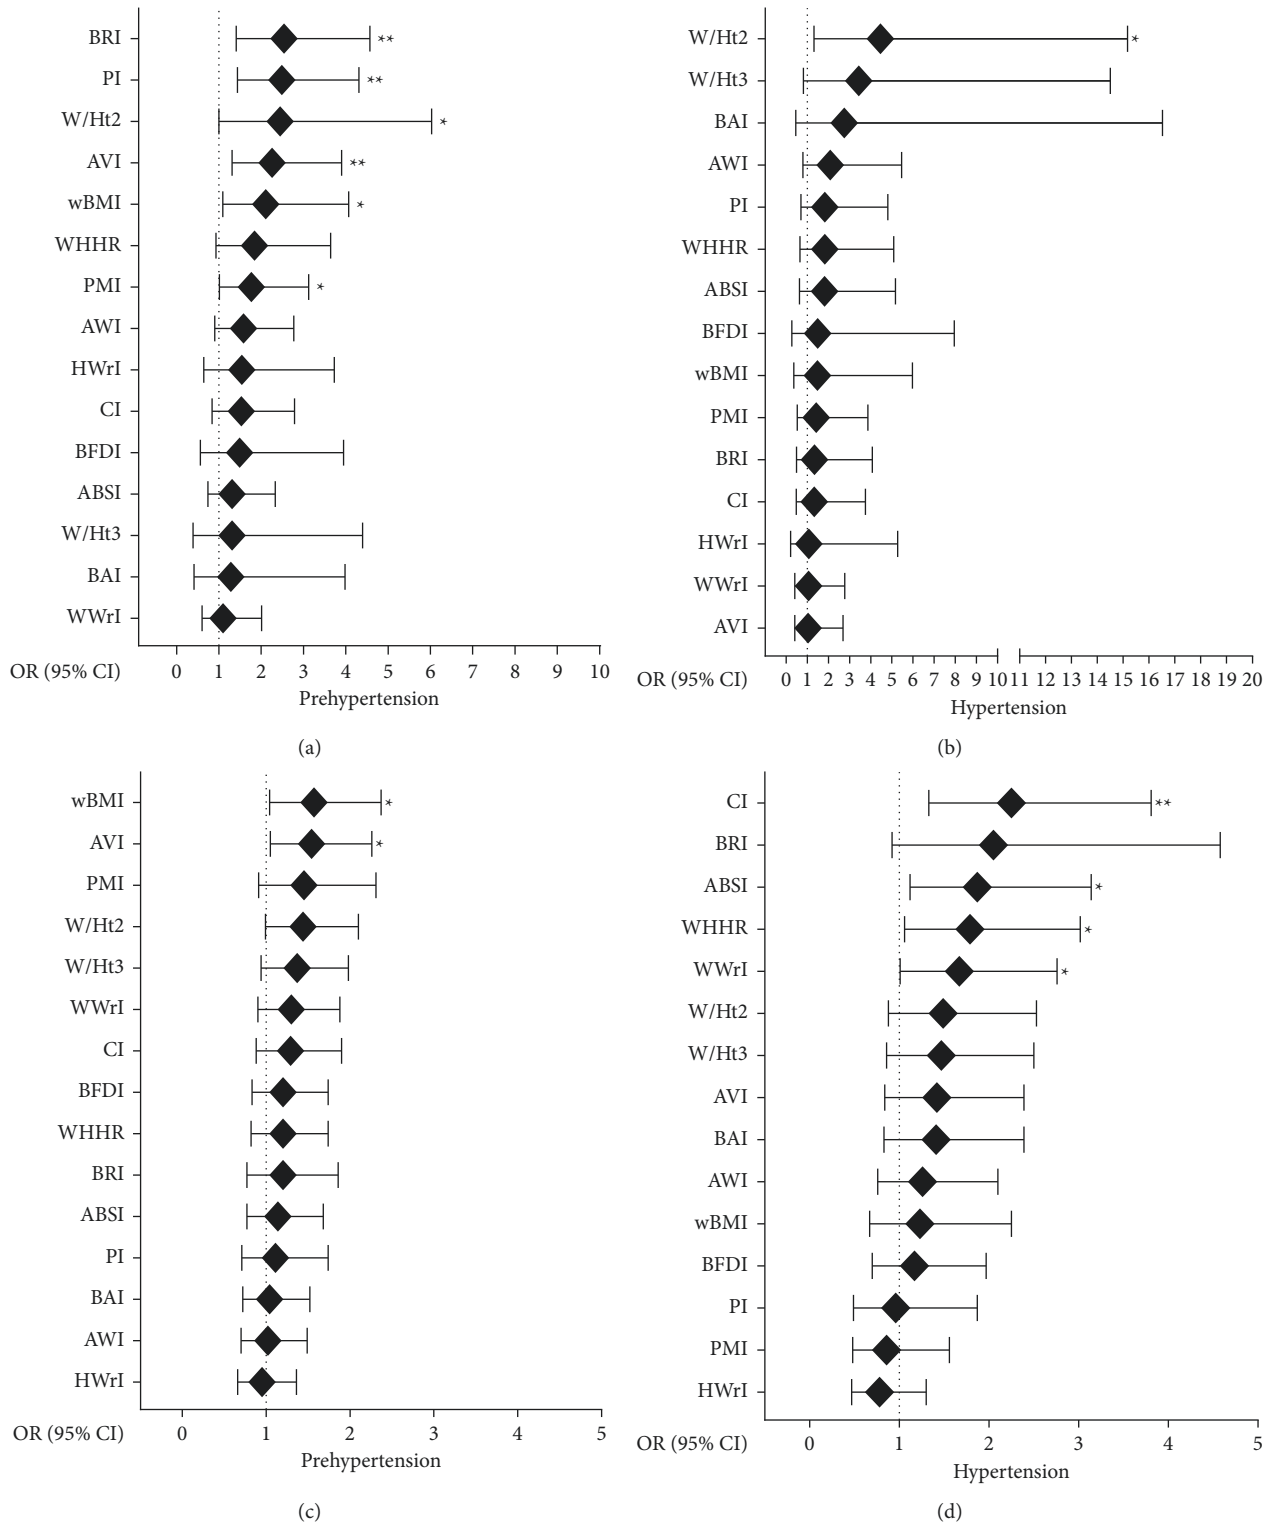 BRI **
PI **
W/Ht2 *
AVI **
wBMI *
WHHR
PMI *
AWI
HWrI
CI
BFDI
ABSI
W/Ht3
BAI
WWrI
OR (95% CI) 0 1 2 3 4 5 6 7 8 9 10
Prehypertension
(a)
W/Ht2 *
W/Ht3
BAI
AWI
PI
WHHR
ABSI
BFDI
wBMI
PMI
BRI
CI
HWrI
WWrI
AVI
OR (95% CI) 0 1 2 3 4 5 6 7 8 9 10 11 12 13 14 15 16 17 18 19 20
Hypertension
(b)
wBMI *
AVI *
PMI
W/Ht2
W/Ht3
WWrI
CI
BFDI
WHHR
BRI
ABSI
PI
BAI
AWI
HWrI
OR (95% CI) 0 1 2 3 4 5
Prehypertension
(c)
CI **
BRI
ABSI *
WHHR *
WWrI *
W/Ht2
W/Ht3
AVI
BAI
AWI
wBMI
BFDI
PI
PMI
HWrI
OR (95% CI) 0 1 2 3 4 5
Hypertension
(d)